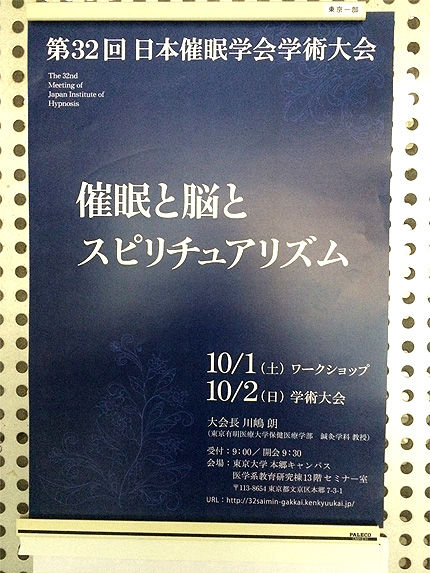 東京一部
第32回 日本催眠学会学術大会
The 32nd
Meeting of
Japan Institute of
Hypnosis
催眠と脳と
スピリチュアリズム
10/1(土) ワークショップ
10/2(日) 学術大会
大会長 川嶋 朗
(東京有明医療大学保健医療学部 鍼灸学科 教授)
受付:9:00/ 開会 9:30
会場:東京大学 本郷キャンパス
医学系教育研究棟13階 セミナー室
〒113-8654 東京都文京区本郷 7-3-1
URL:http://32saimin-gakkai.kenkyuukai.jp/
PALECO